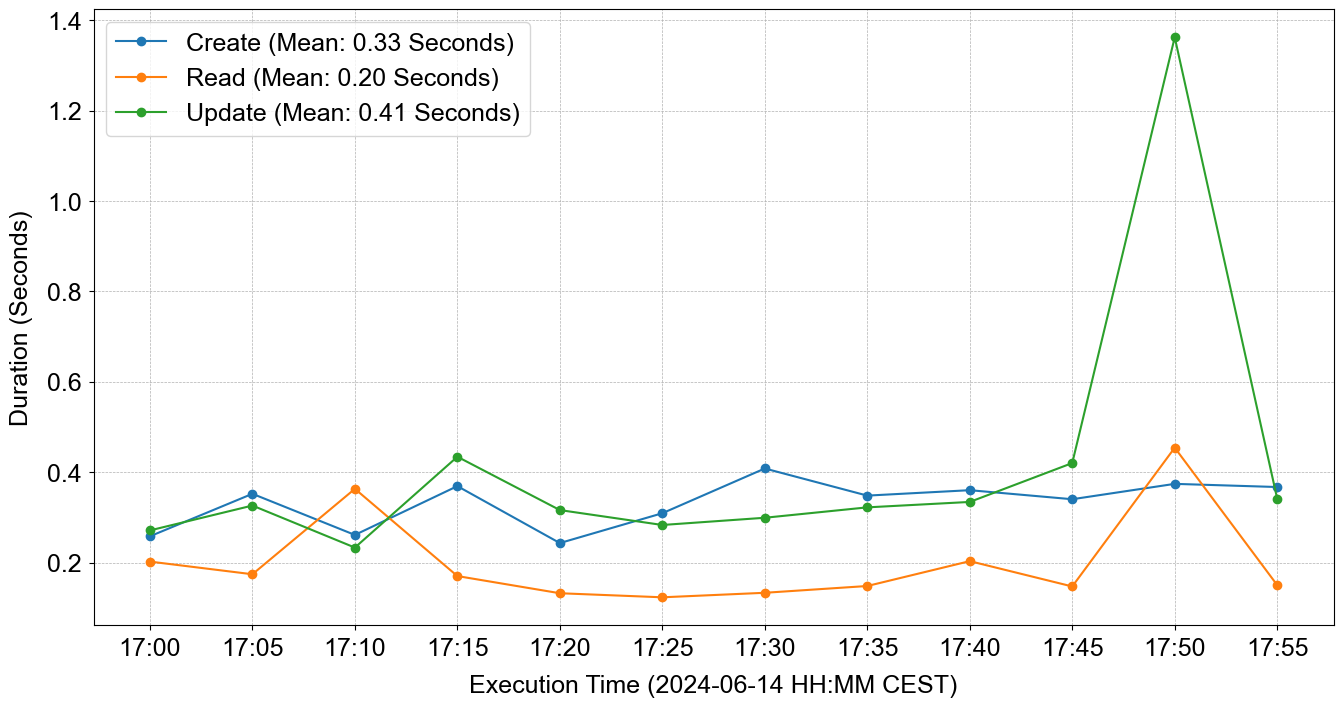 1.4
1.2
1.0
0.8
0.6
0.4
0.2
Duration (Seconds)
Create (Mean: 0.33 Seconds)
Read (Mean: 0.20 Seconds)
Update (Mean: 0.41 Seconds)
17:00 17:05 17:10 17:15 17:20 17:25 17:30 17:35 17:40 17:45 17:50 17:55
Execution Time (2024-06-14 HH:MM CEST)